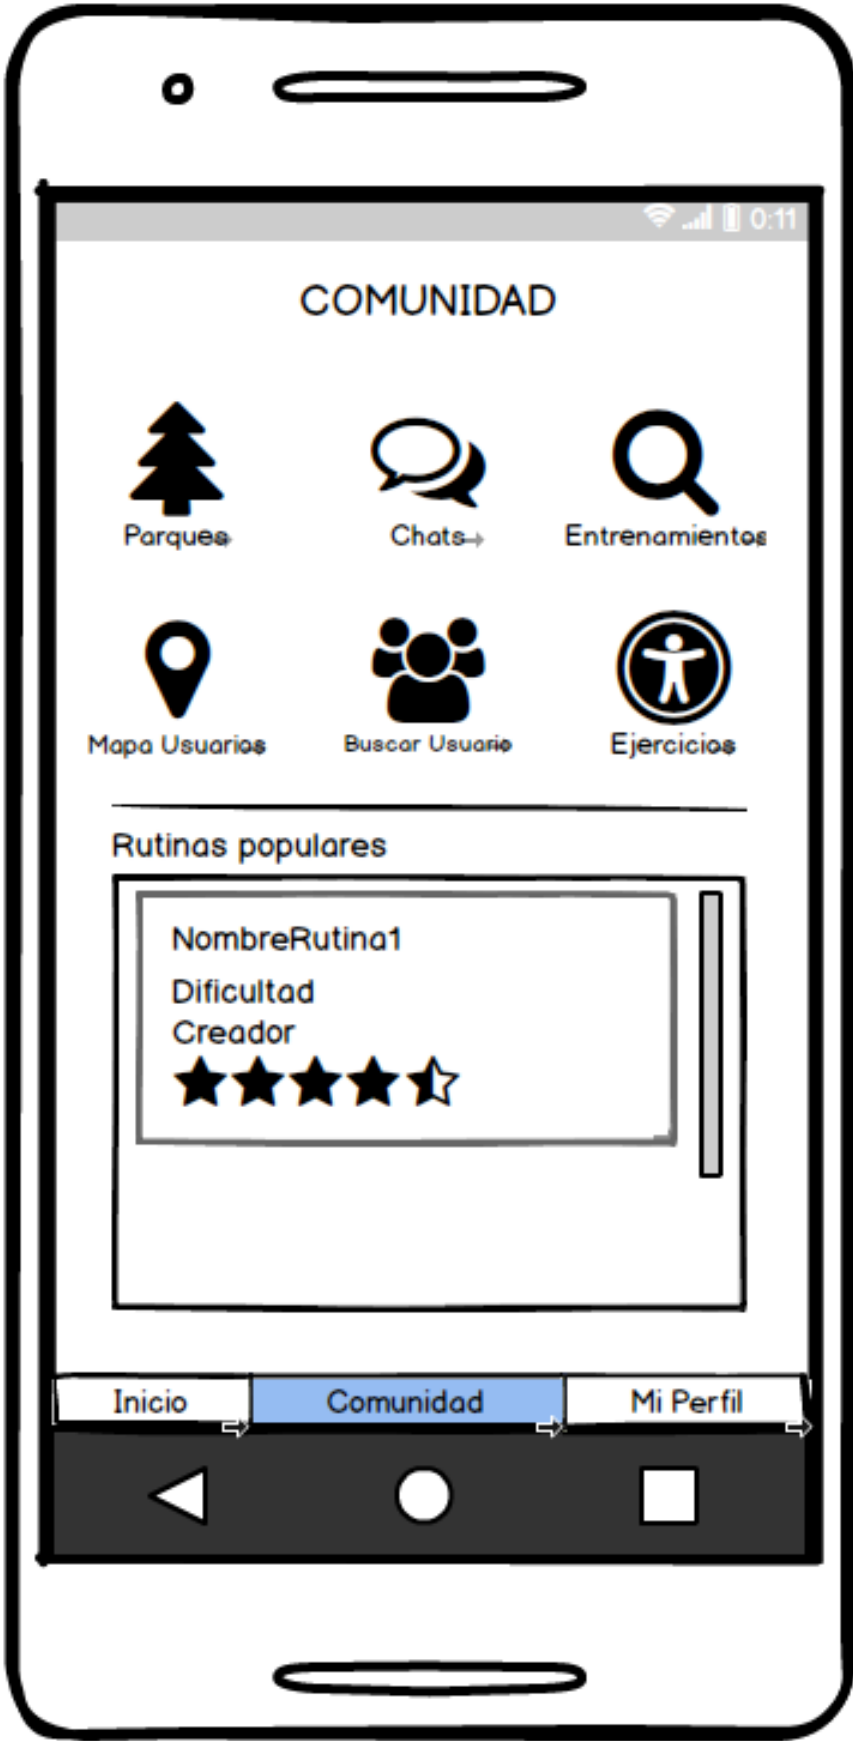 0:11
COMUNIDAD
Parques Chats Entrenamientos
Mapa Usuarios Buscar Usuario Ejercicios
Rutinas populares
NombreRutina1
Dificultad
Creador
Inicio Comunidad Mi Perfil